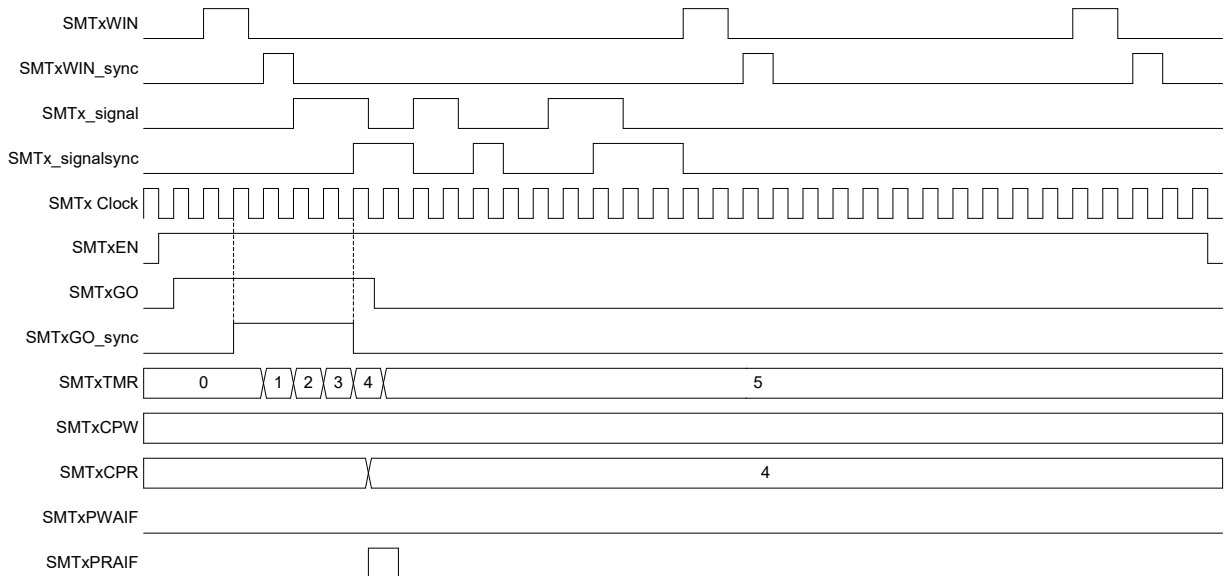 SMTxWIN
SMTxWIN_sync
SMTx_signal
SMTx_signalsync
SMTx Clock
SMTxEN
SMTxGO
SMTxGO_sync
SMTxTMR 0 1 2 3 4 5
SMTxCPW
SMTxCPR 4
SMTxPWAIF
SMTxPRAIF